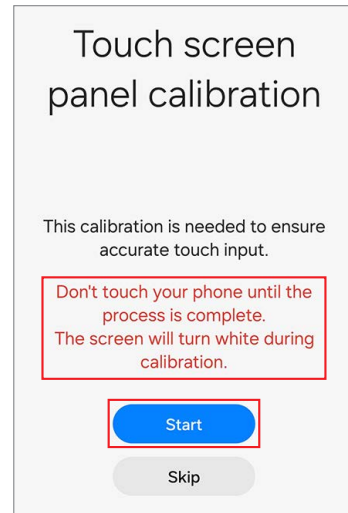 Touch screen
panel calibration
This calibration is needed to ensure
accurate touch input.
Don't touch your phone until the
process is complete.
The screen will turn white during
calibration.
Start
Skip